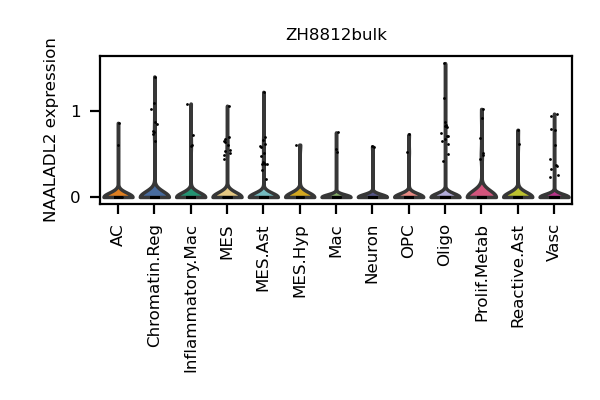 ZH8812bulk
NAALADL2 expression
1
0
AC
Chromatin.Reg
Inflammatory.Mac
MES
MES.Ast
MES.Hyp
Mac
Neuron
OPC
Oligo
Prolif.Metab
Reactive.Ast
Vasc